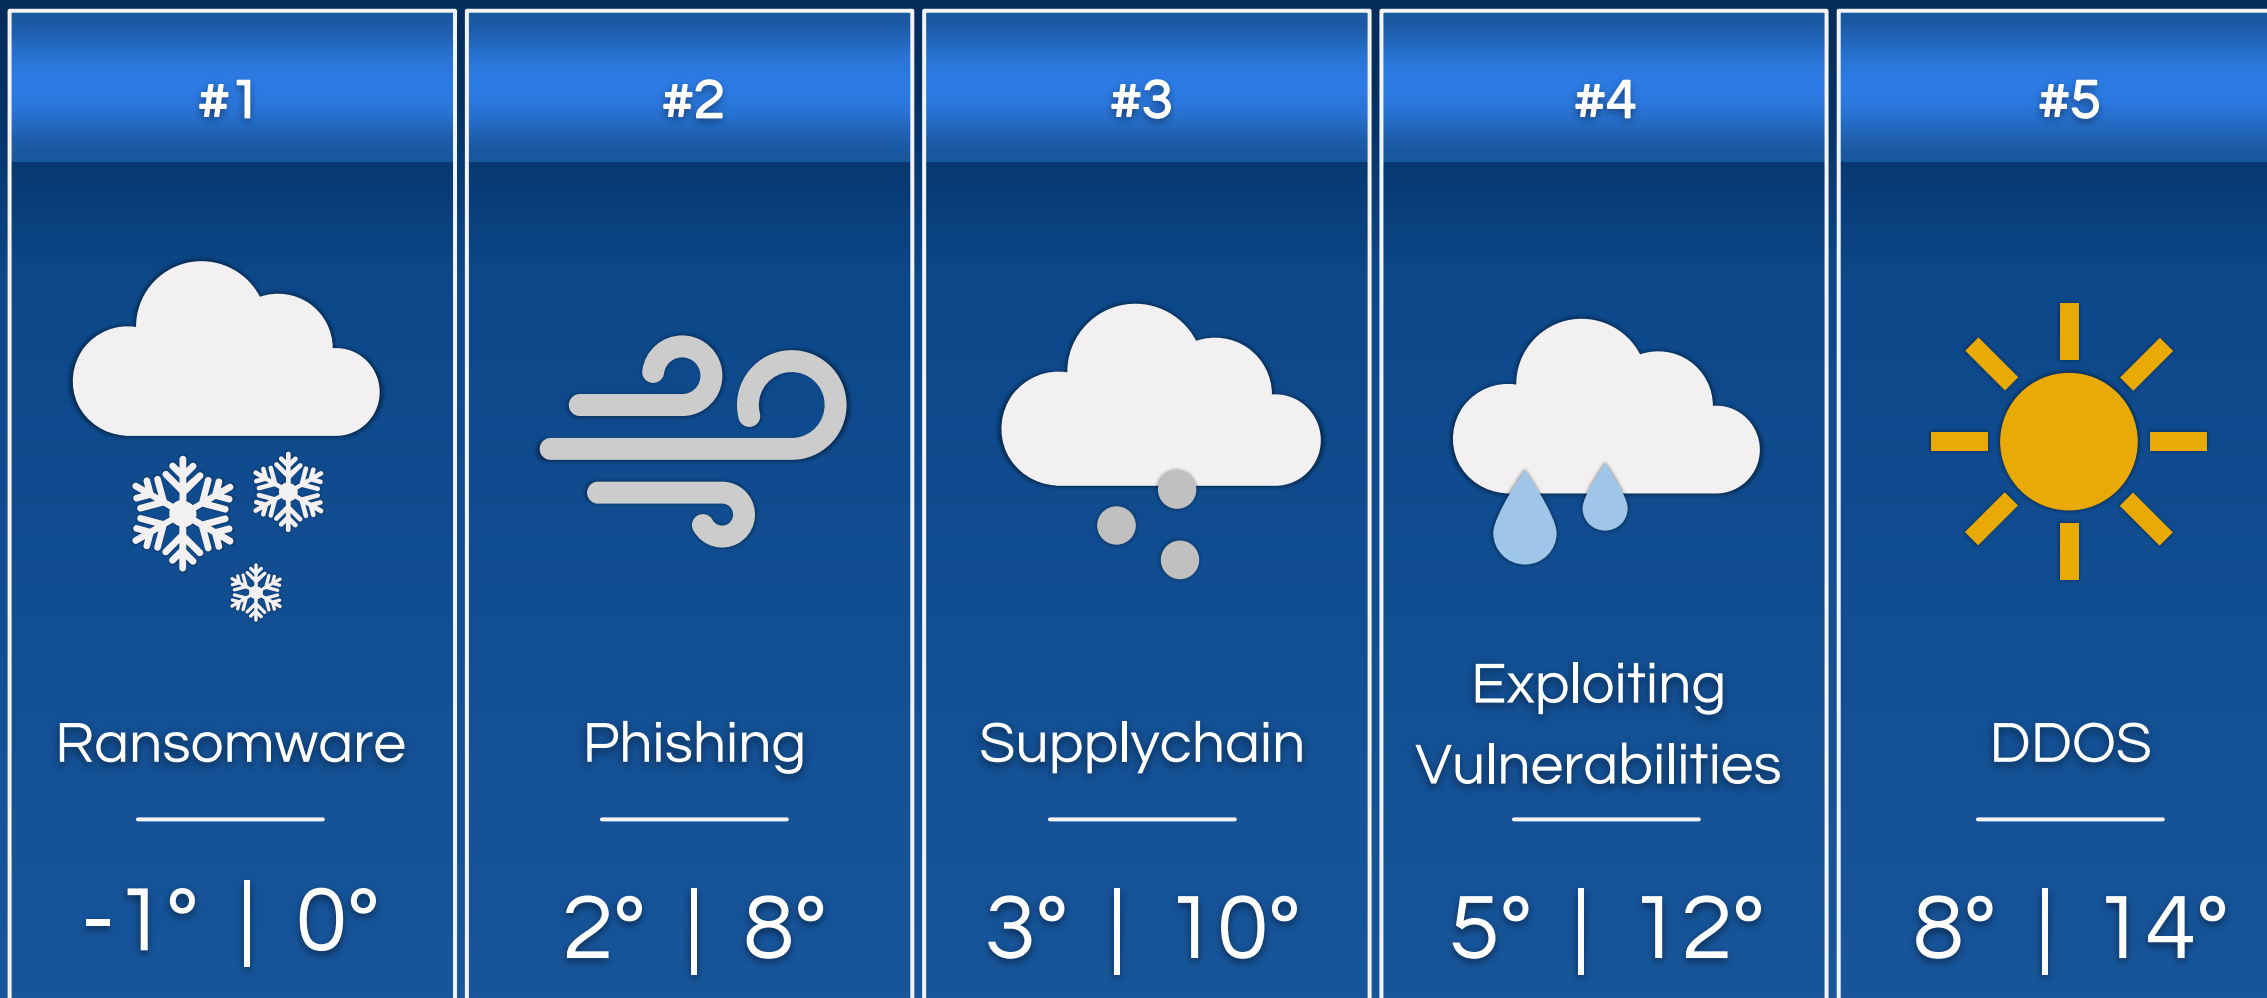 #1
Ransomware
-1° | 0°
#2
Phishing
2° | 8°
#3
Supplychain
3° | 10°
#4
Exploiting
Vulnerabilities
5° | 12°
#5
DDOS
8° | 14°